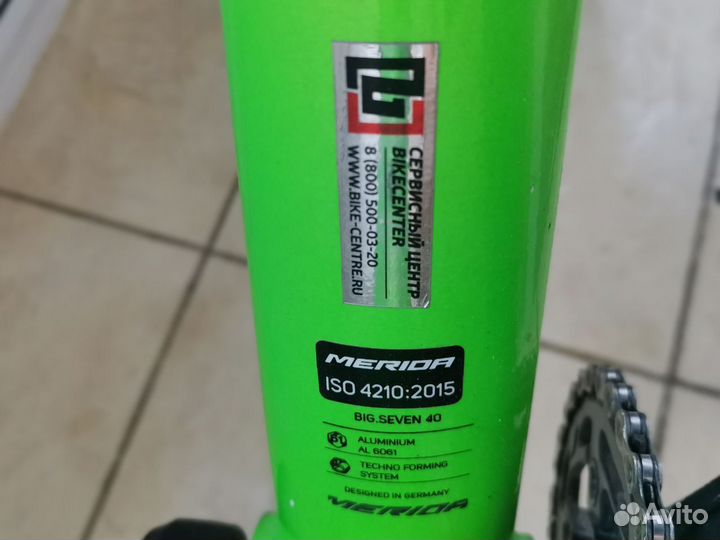 СЕРВИСНЫЙ ЦЕНТР
BIKECENTER
8 (800) 500-03-20
WWW.BIKE-CENTRE.RU
MERIDA
ISO 4210:2015
BIG.SEVEN 40
ALUMINIUM
AL 6061
TECHNO FORMING
SYSTEM
DESIGNED IN GERMANY
MERIDA
Avito